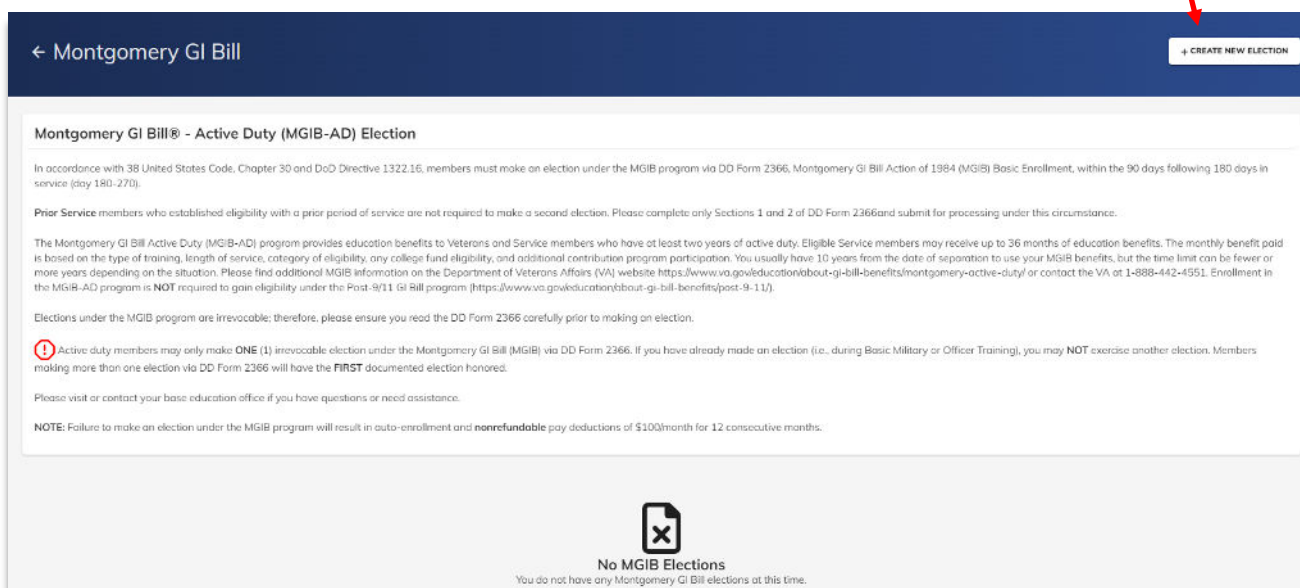 ← Montgomery GI Bill
+ CREATE NEW ELECTION
Montgomery GI Bill® - Active Duty (MGIB-AD) Election
In accordance with 38 United States Code, Chapter 30 and DoD Directive 1322.16, members must make an election under the MGIB program via DD Form 2366, Montgomery GI Bill Action of 1984 (MGIB) Basic Enrollment, within the 90 days following 180 days in
service (day 180-270).
Prior Service members who established eligibility with a prior period of service are not required to make a second election. Please complete only Sections 1 and 2 of DD Form 2366and submit for processing under this circumstance.
The Montgomery GI Bill Active Duty (MGIB-AD) program provides education benefits to Veterans and Service members who have at least two years of active duty. Eligible Service members may receive up to 36 months of education benefits. The monthly benefit paid
is based on the type of training, length of service, category of eligibility, any college fund eligibility, and additional contribution program participation. You usually have 10 years from the date of separation to use your MGIB benefits, but the time limit can be fewer or
more years depending on the situation. Please find additional MGIB information on the Department of Veterans Affairs (VA) website https://www.va.gov/education/about-gi-bill-benefits/montgomery-active-duty/ or contact the VA at 1-888-442-4551. Enrollment in
the MGIB-AD program is NOT required to gain eligibility under the Post-9/11 GI Bill program (https://www.va.gov/education/about-gi-bill-benefits/post-9-11/).
Elections under the MGIB program are irrevocable; therefore, please ensure you read the DD Form 2366 carefully prior to making an election.
Active duty members may only make ONE (1) irrevocable election under the Montgomery GI Bill (MGIB) via DD Form 2366. If you have already made an election (i.e., during Basic Military or Officer Training), you may NOT exercise another election. Members
making more than one election via DD Form 2366 will have the FIRST documented election honored.
Please visit or contact your base education office if you have questions or need assistance.
NOTE: Failure to make an election under the MGIB program will result in auto-enrollment and nonrefundable pay deductions of $100/month for 12 consecutive months.
No MGIB Elections
You do not have any Montgomery GI Bill elections at this time.